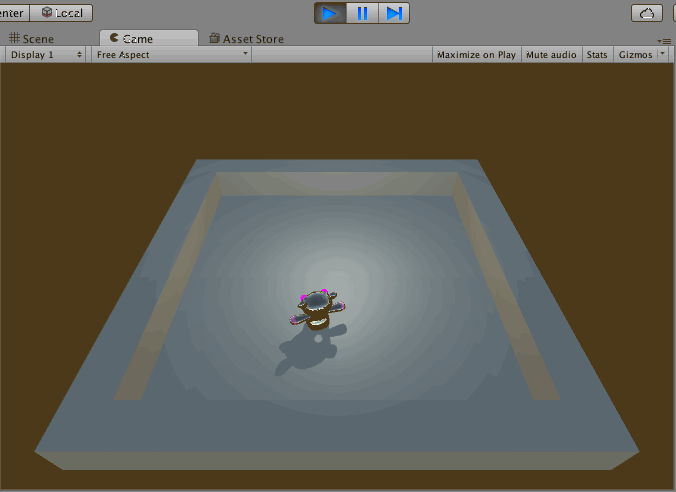 enter Local
Scene Game Asset Store
Display 1 Free Aspect Maximize on Play Mute audio Stats Gizmos